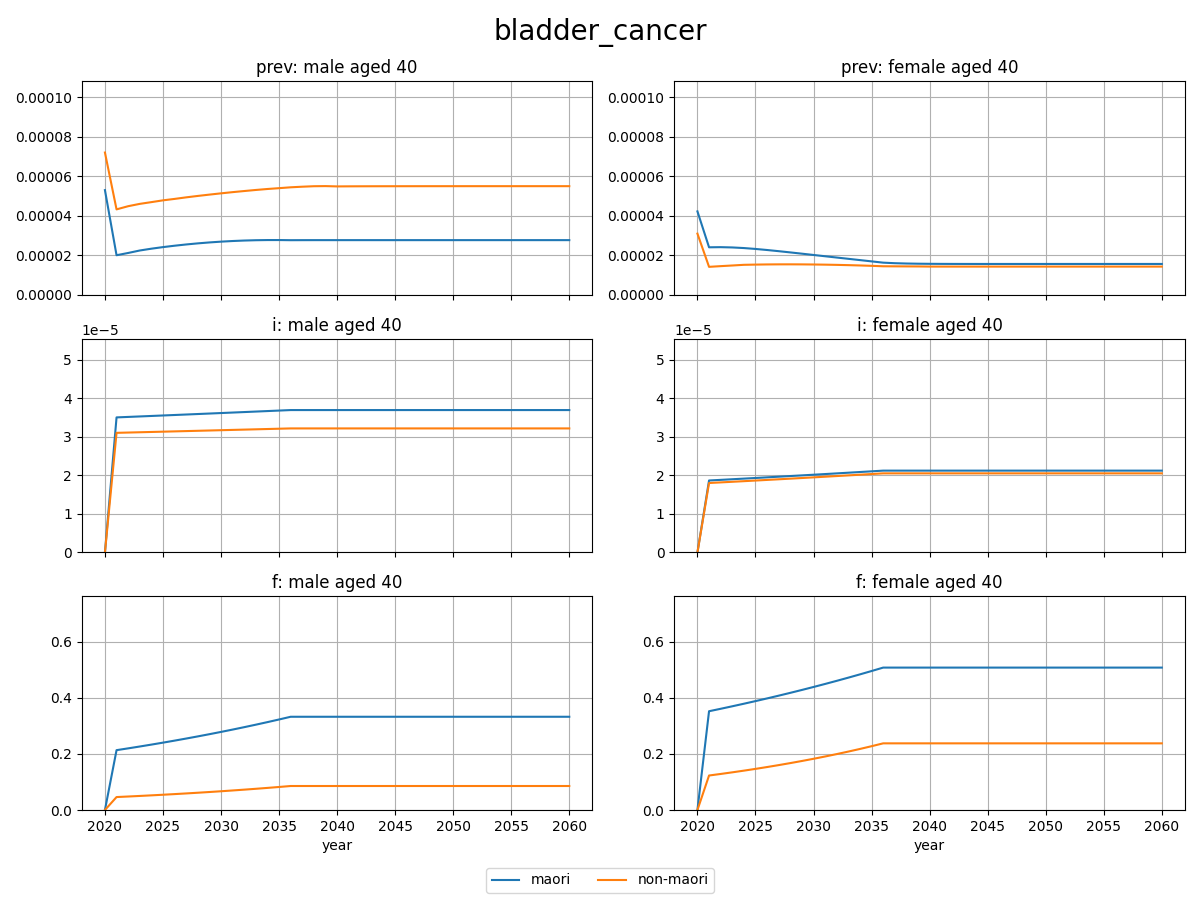 bladder_cancer
prev: male aged 40
prev: female aged 40
0.00010
0.00008
0.00006
0.00004
0.00002
0.00000
0.00010
0.00008
0.00006
0.00004
0.00002
0.00000
i: male aged 40
i: female aged 40
1e−5
5
4
3
2
1
0
1e−5
5
4
3
2
1
0
f: male aged 40
f: female aged 40
0.6
0.4
0.2
0.0
0.6
0.4
0.2
0.0
2020 2025 2030 2035 2040 2045 2050 2055 2060
2020 2025 2030 2035 2040 2045 2050 2055 2060
year
year
maori non-maori